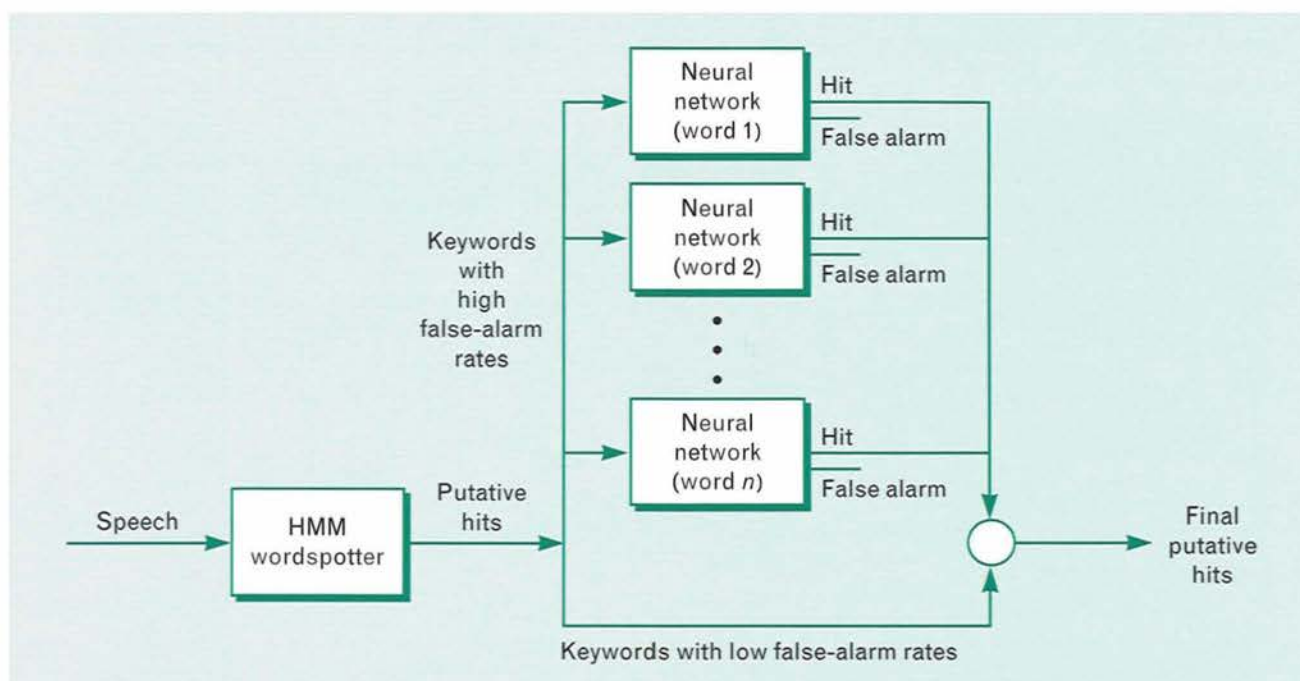 Neural
network
(word 1)
Hit
False alarm
Neural
network
(word 2)
Hit
False alarm
Keywords
with
high
false-alarm
rates
Neural
network
(word n)
Hit
False alarm
Speech
HMM
wordspotter
Putative
hits
Final
putative
hits
Keywords with low false-alarm rates